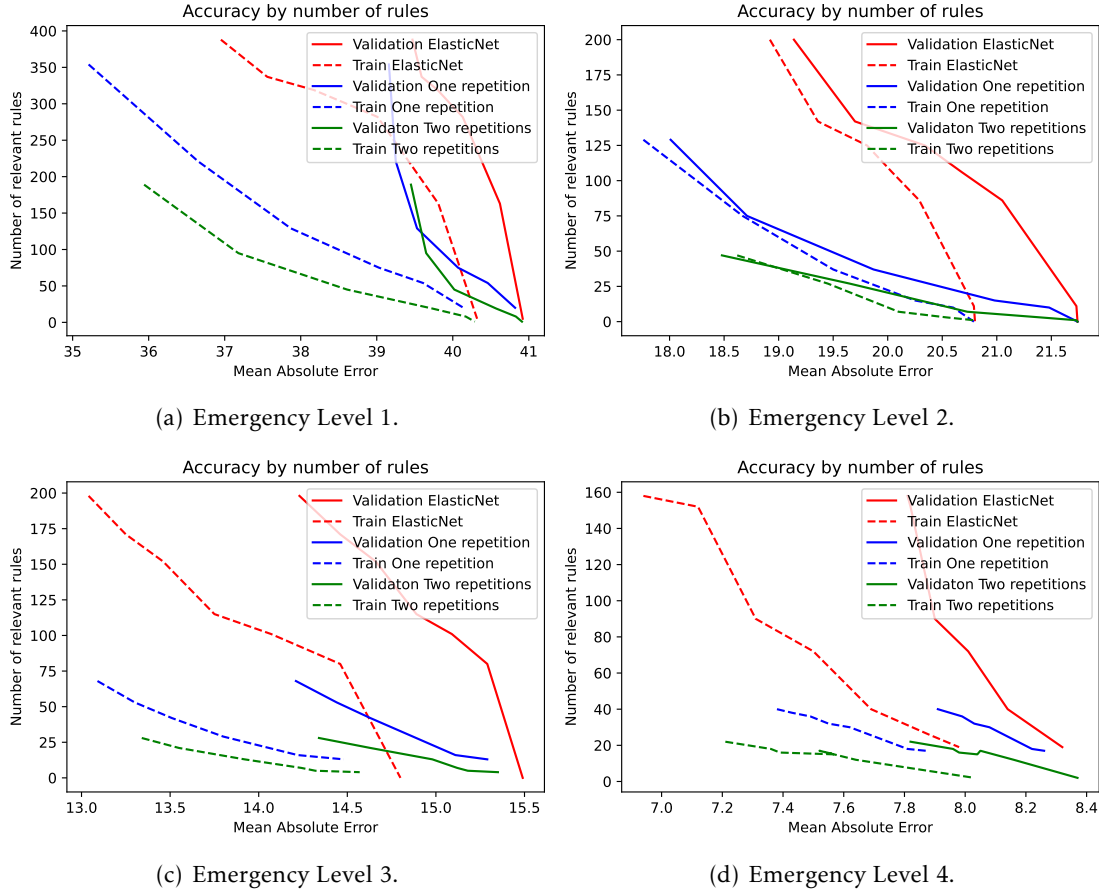 Accuracy by number of rules
Number of relevant rules
400
350
300
250
200
150
100
50
0
Validation ElasticNet
Train ElasticNet
Validation One repetition
Train One repetition
Validaton Two repetitions
Train Two repetitions
35 36 37 38 39 40 41
Mean Absolute Error
(a) Emergency Level 1.
Accuracy by number of rules
Number of relevant rules
200
175
150
125
100
75
50
25
0
Validation ElasticNet
Train ElasticNet
Validation One repetition
Train One repetition
Validaton Two repetitions
Train Two repetitions
18.0 18.5 19.0 19.5 20.0 20.5 21.0 21.5
Mean Absolute Error
(b) Emergency Level 2.
Accuracy by number of rules
Number of relevant rules
200
175
150
125
100
75
50
25
0
Validation ElasticNet
Train ElasticNet
Validation One repetition
Train One repetition
Validaton Two repetitions
Train Two repetitions
13.0 13.5 14.0 14.5 15.0 15.5
Mean Absolute Error
(c) Emergency Level 3.
Accuracy by number of rules
Number of relevant rules
160
140
120
100
80
60
40
20
0
Validation ElasticNet
Train ElasticNet
Validation One repetition
Train One repetition
Validaton Two repetitions
Train Two repetitions
7.0 7.2 7.4 7.6 7.8 8.0 8.2 8.4
Mean Absolute Error
(d) Emergency Level 4.